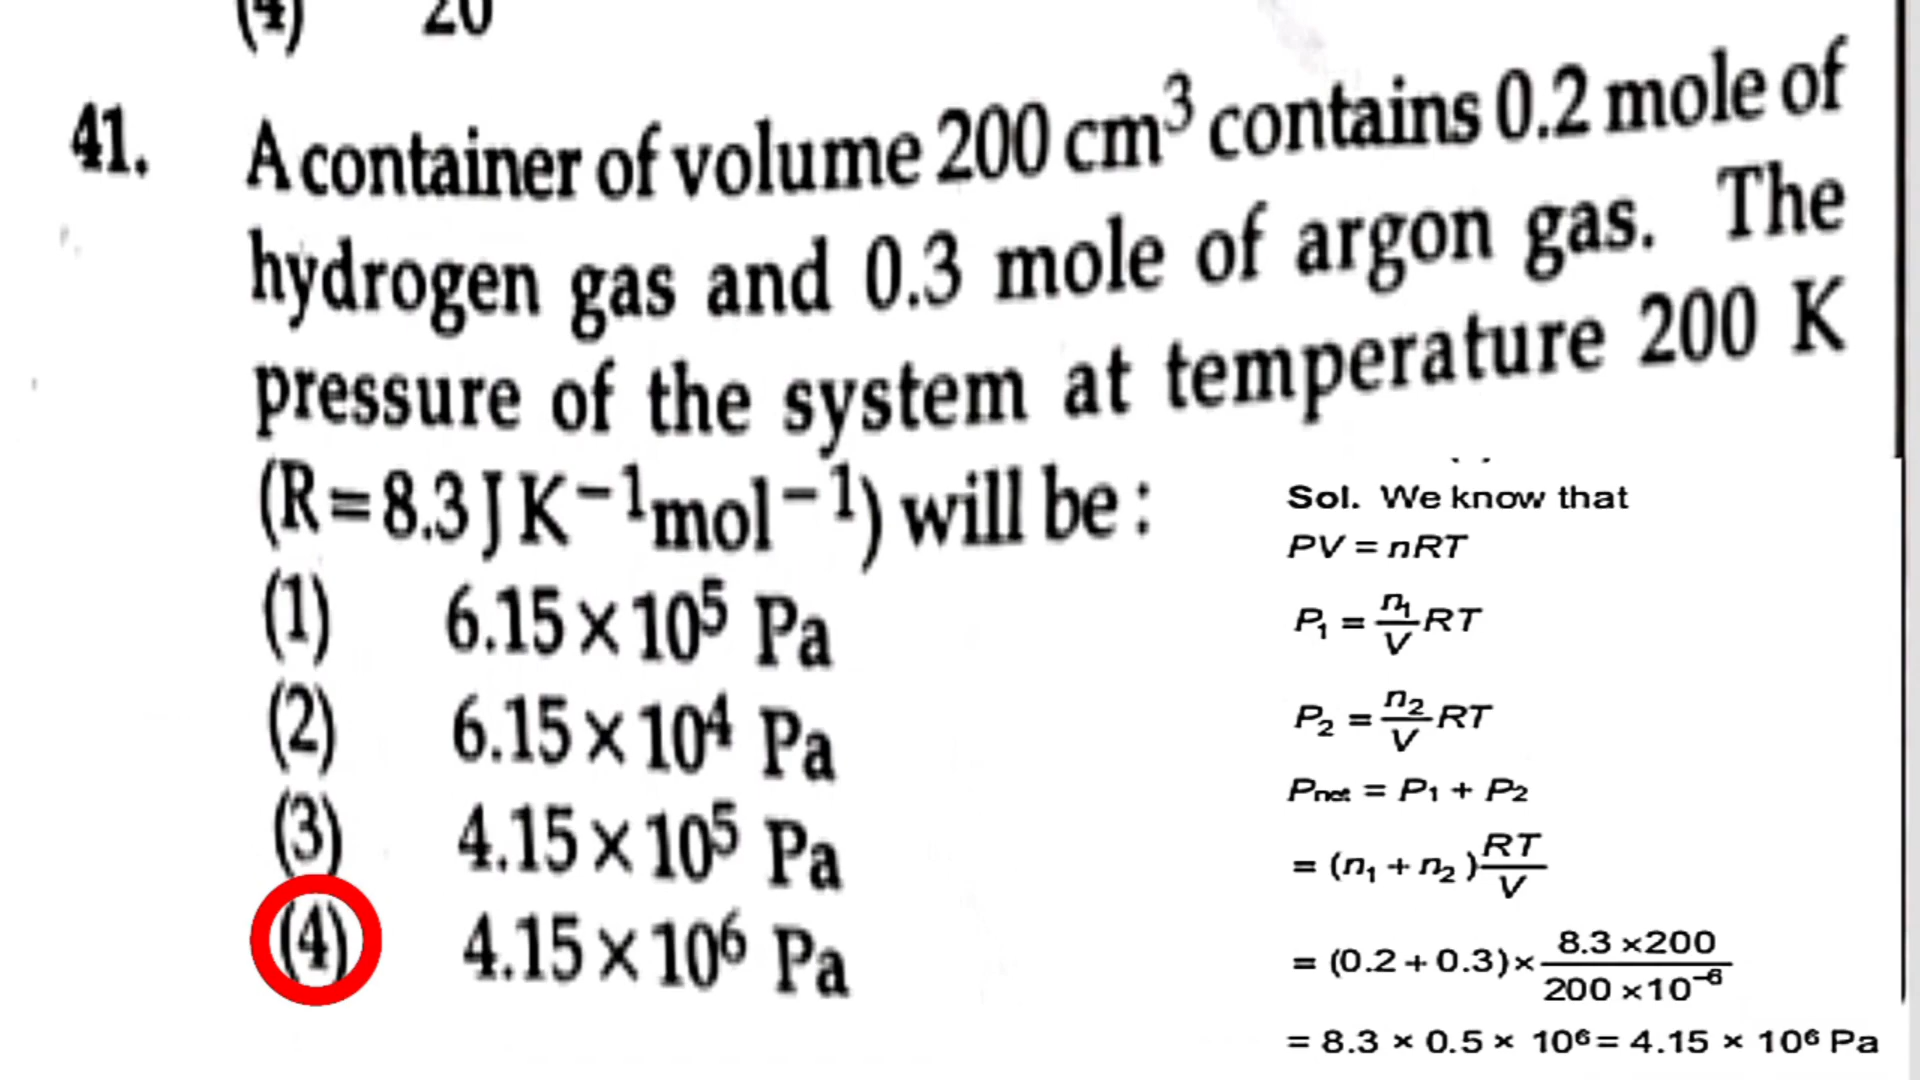 (4) 20
41. A container of volume 200 cm³ contains 0.2 mole of
hydrogen gas and 0.3 mole of argon gas. The
pressure of the system at temperature 200 K
(R = 8.3 J K⁻¹ mol⁻¹) will be :
(1) 6.15 × 10⁵ Pa
(2) 6.15 × 10⁴ Pa
(3) 4.15 × 10⁵ Pa
(4) 4.15 × 10⁶ Pa
Sol. We know that
PV = nRT
P₁ = n₁/V RT
P₂ = n₂/V RT
Pnet = P₁ + P₂
= (n₁ + n₂) RT/V
= (0.2 + 0.3) × 8.3 × 200 / 200 × 10⁻⁶
= 8.3 × 0.5 × 10⁶ = 4.15 × 10⁶ Pa